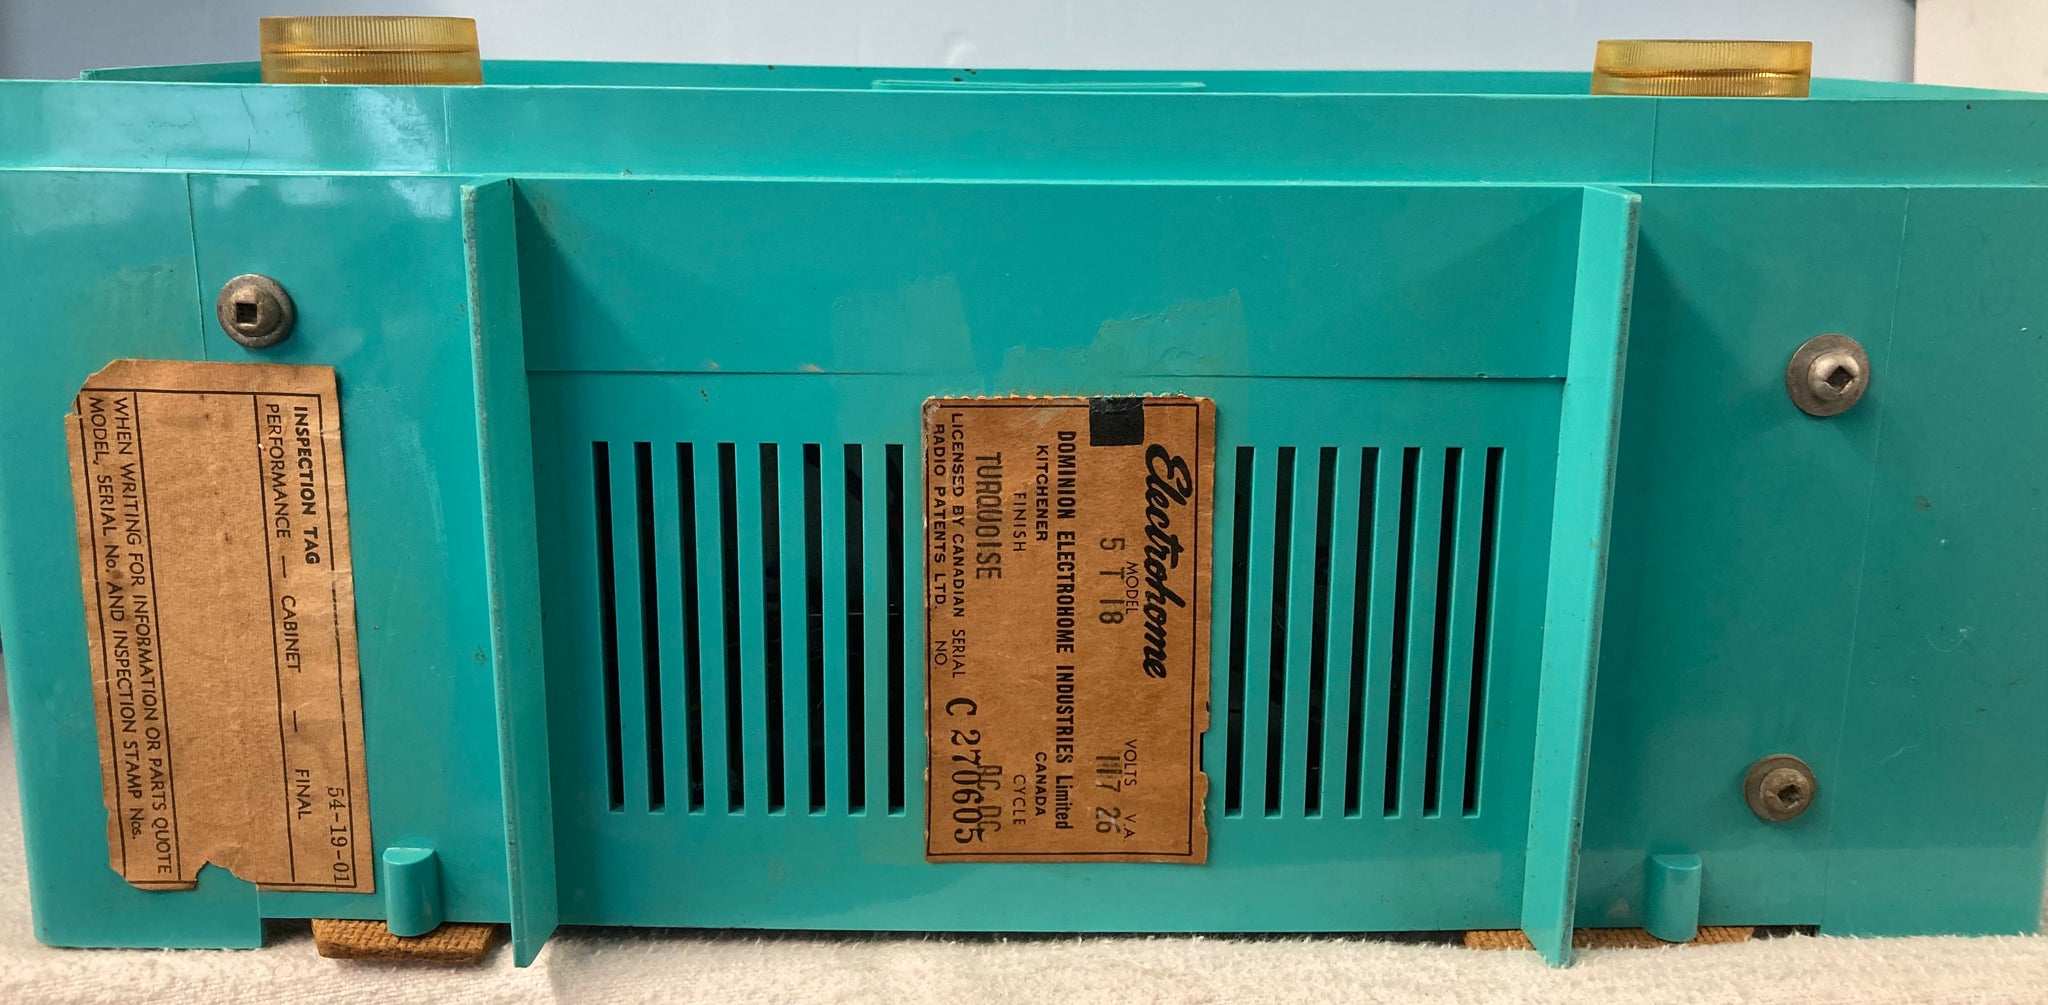 INSPECTION TAG
54-19-01
PERFORMANCE — CABINET — FINAL
WHEN WRITING FOR INFORMATION OR PARTS QUOTE
MODEL, SERIAL No. AND INSPECTION STAMP Nos.
Electrohome
MODEL VOLTS V.A.
5 T 18 117 26
DOMINION ELECTROHOME INDUSTRIES Limited
KITCHENER CANADA
FINISH CYCLE
TURQUOISE AC-DC
LICENSED BY CANADIAN SERIAL
RADIO PATENTS LTD. NO.
C 270605